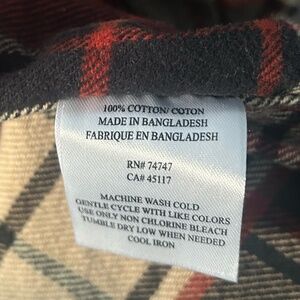 100% COTTON/ COTON
MADE IN BANGLADESH
FABRIQUE EN BANGLADESH
RN# 74747
CA# 45117
MACHINE WASH COLD
GENTLE CYCLE WITH LIKE COLORS
USE ONLY NON CHLORINE BLEACH
TUMBLE DRY LOW WHEN NEEDED
COOL IRON